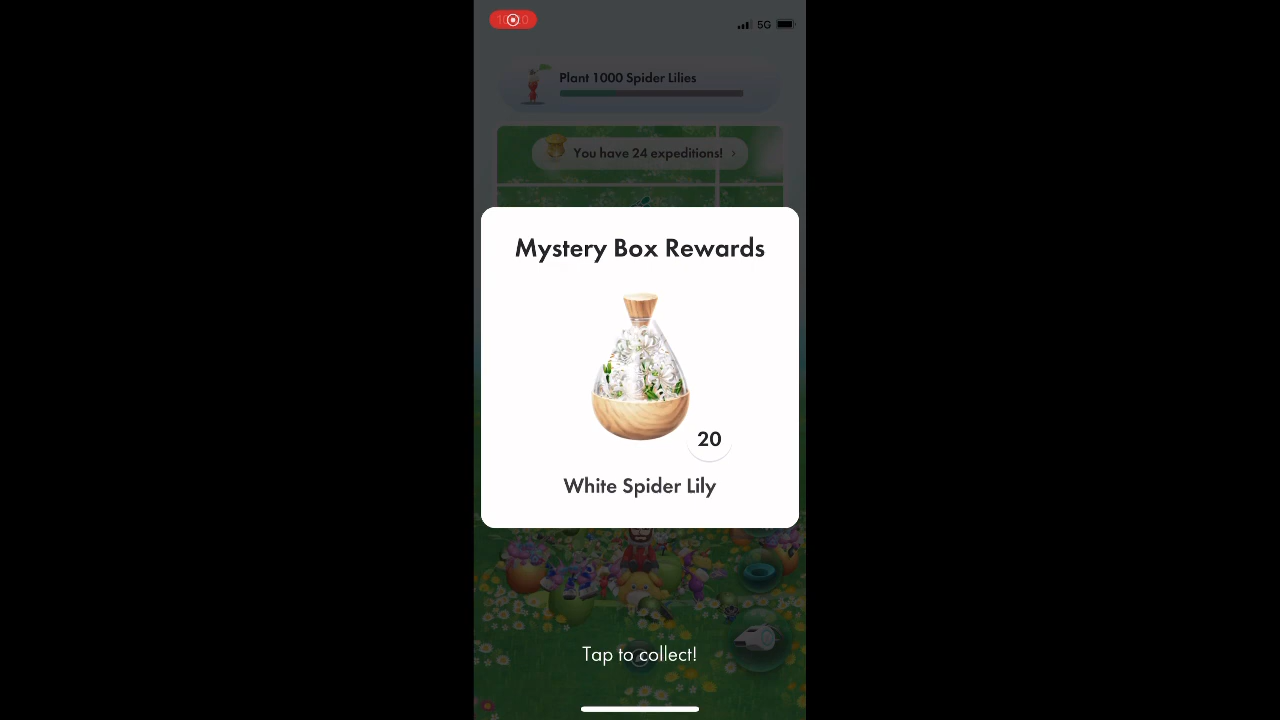 5G
Plant 1000 Spider Lilies
You have 24 expeditions!
Mystery Box Rewards
20
White Spider Lily
Tap to collect!